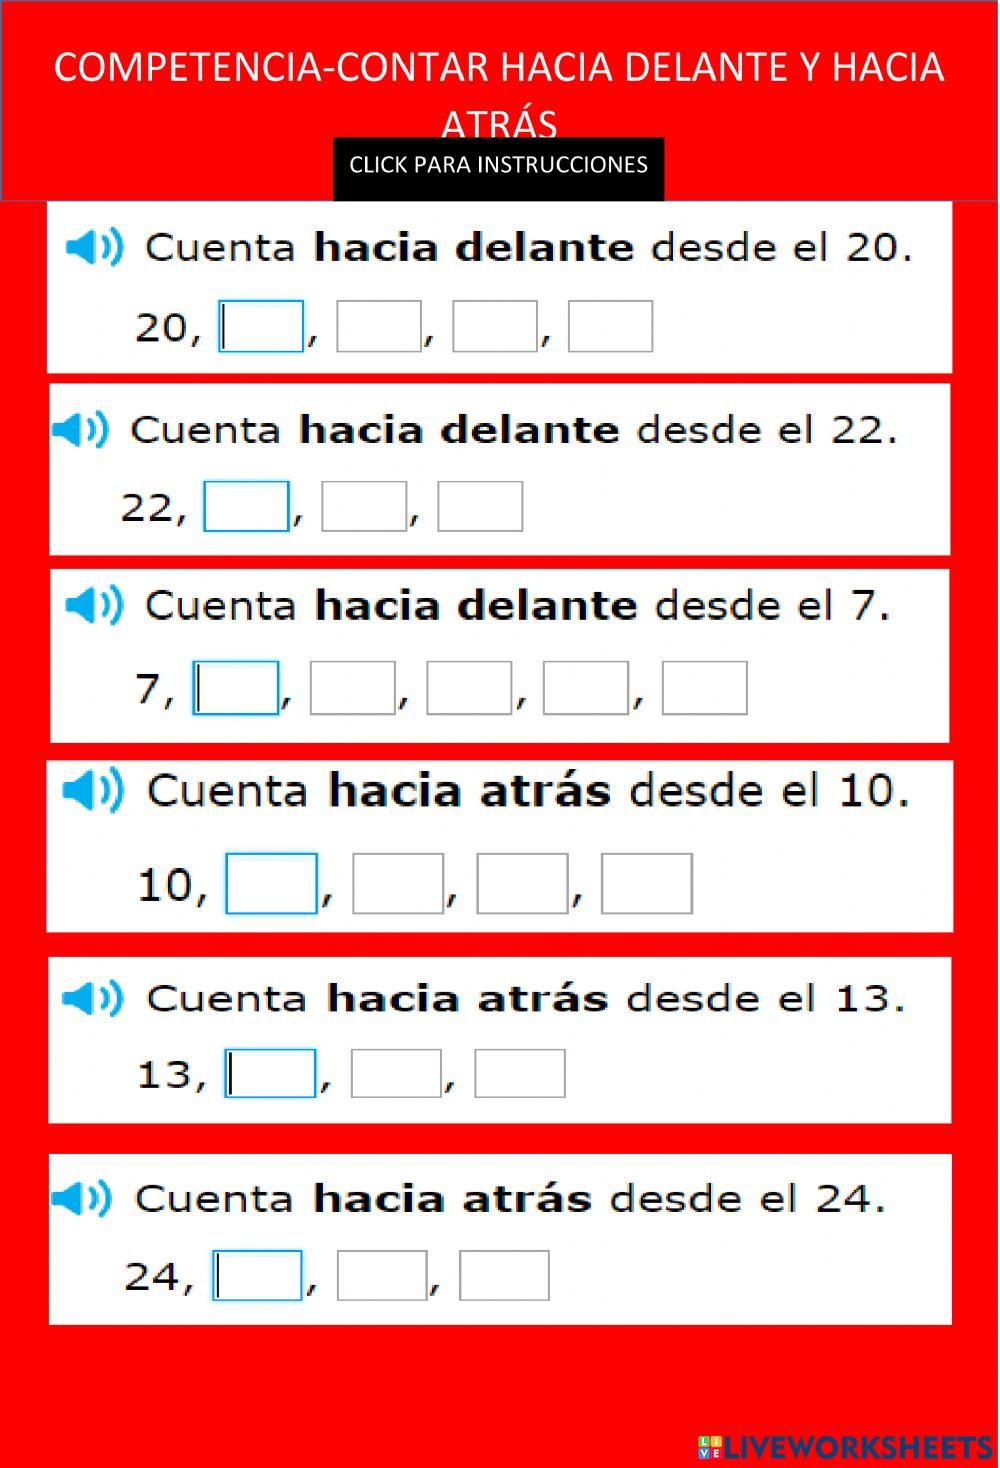 COMPETENCIA-CONTAR HACIA DELANTE Y HACIA
ATRÁS
CLICK PARA INSTRUCCIONES
Cuenta hacia delante desde el 20.
20, , , ,
Cuenta hacia delante desde el 22.
22, , ,
Cuenta hacia delante desde el 7.
7, , , , ,
Cuenta hacia atrás desde el 10.
10, , , ,
Cuenta hacia atrás desde el 13.
13, , ,
Cuenta hacia atrás desde el 24.
24, , ,
LIVE LIVEWORKSHEETS